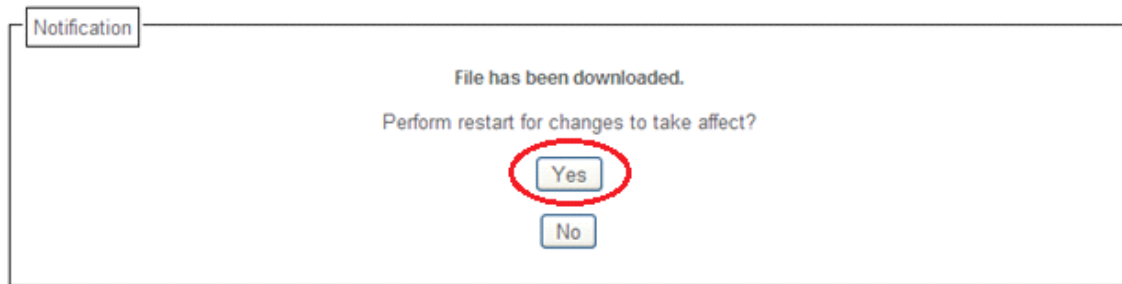 Notification
File has been downloaded.
Perform restart for changes to take affect?
Yes
No